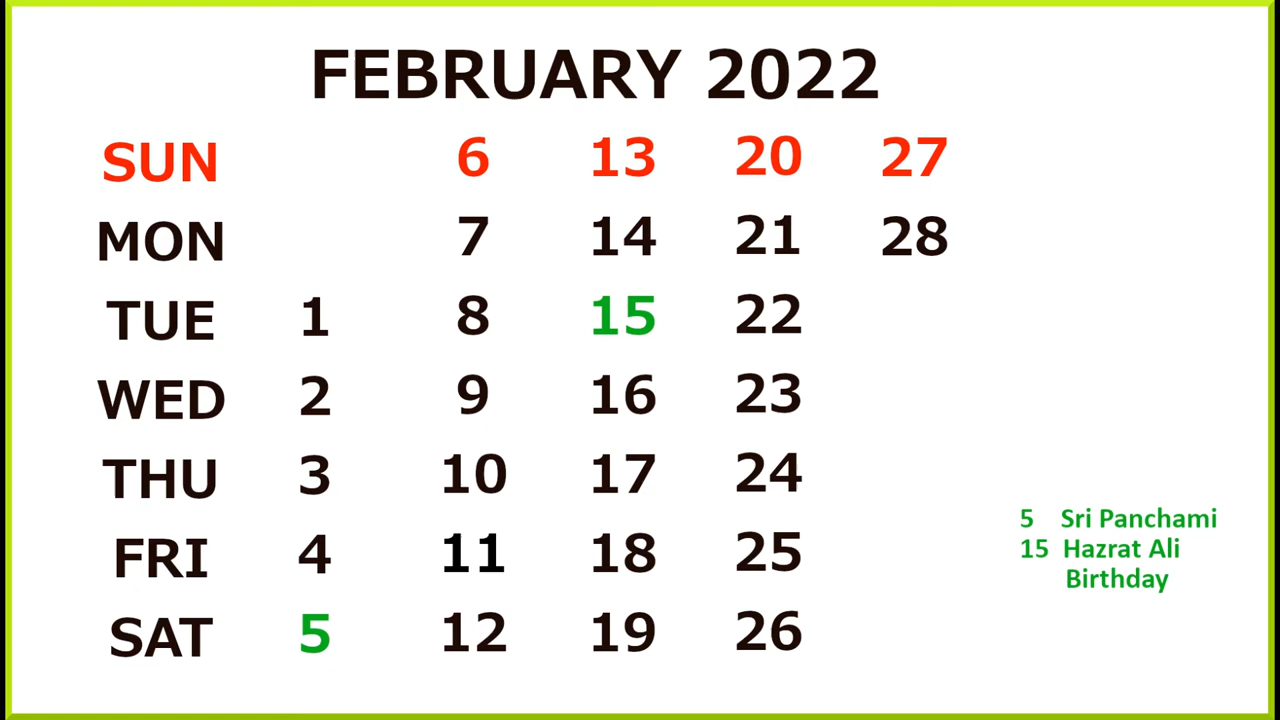 FEBRUARY 2022
SUN 6 13 20 27
MON 7 14 21 28
TUE 1 8 15 22
WED 2 9 16 23
THU 3 10 17 24
FRI 4 11 18 25
SAT 5 12 19 26
5 Sri Panchami
15 Hazrat Ali
Birthday